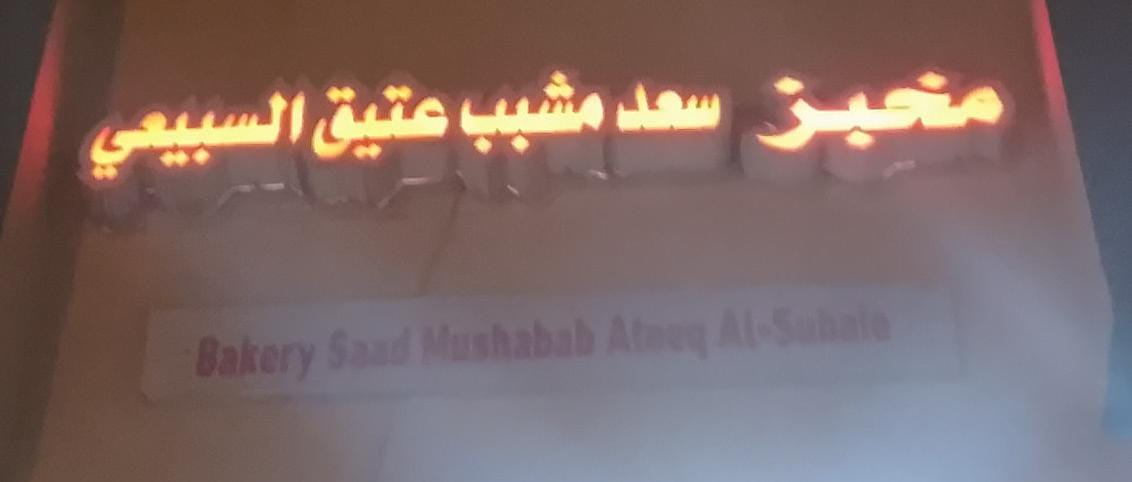 مخبز سعد مشبب عتيق السبيعي
Bakery Saad Mushabab Ateeq Al-Subaie